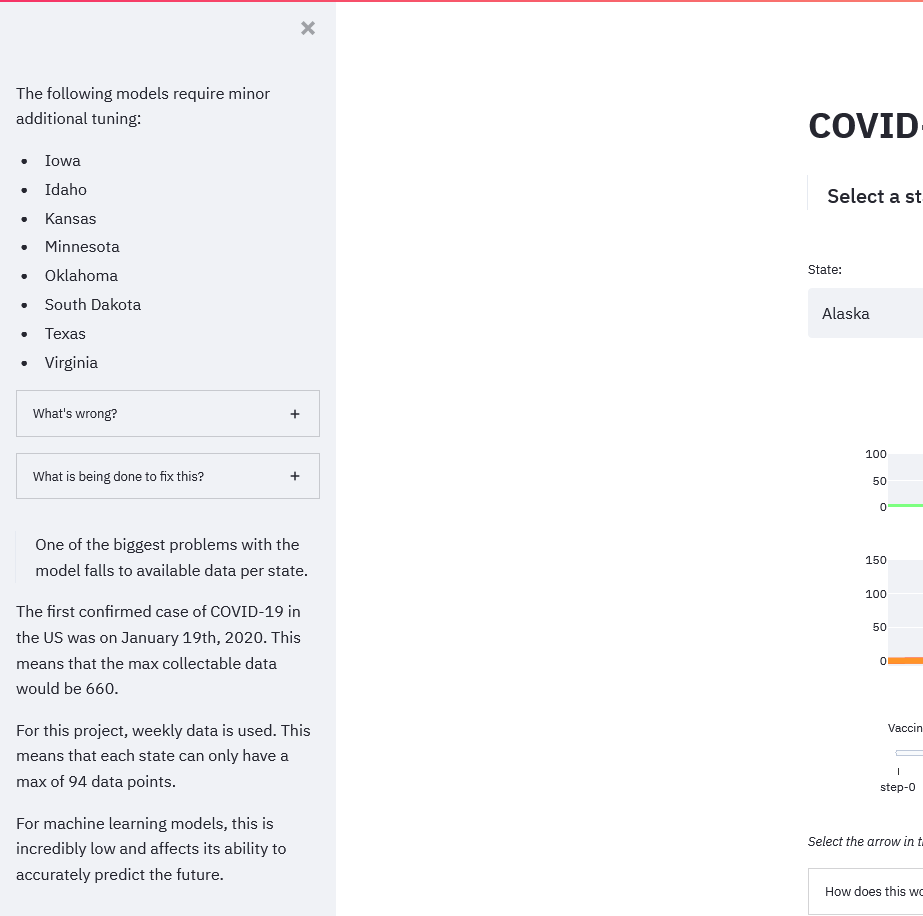 The following models require minor
additional tuning:
Iowa
Idaho
Kansas
Minnesota
Oklahoma
South Dakota
Texas
Virginia
What's wrong?
What is being done to fix this?
One of the biggest problems with the
model falls to available data per state.
The first confirmed case of COVID-19 in
the US was on January 19th, 2020. This
means that the max collectable data
would be 660.
For this project, weekly data is used. This
means that each state can only have a
max of 94 data points.
For machine learning models, this is
incredibly low and affects its ability to
accurately predict the future.
COVID-
Select a st
State:
Alaska
100
50
0
150
100
50
0
Vaccin
step-0
Select the arrow in t
How does this wo